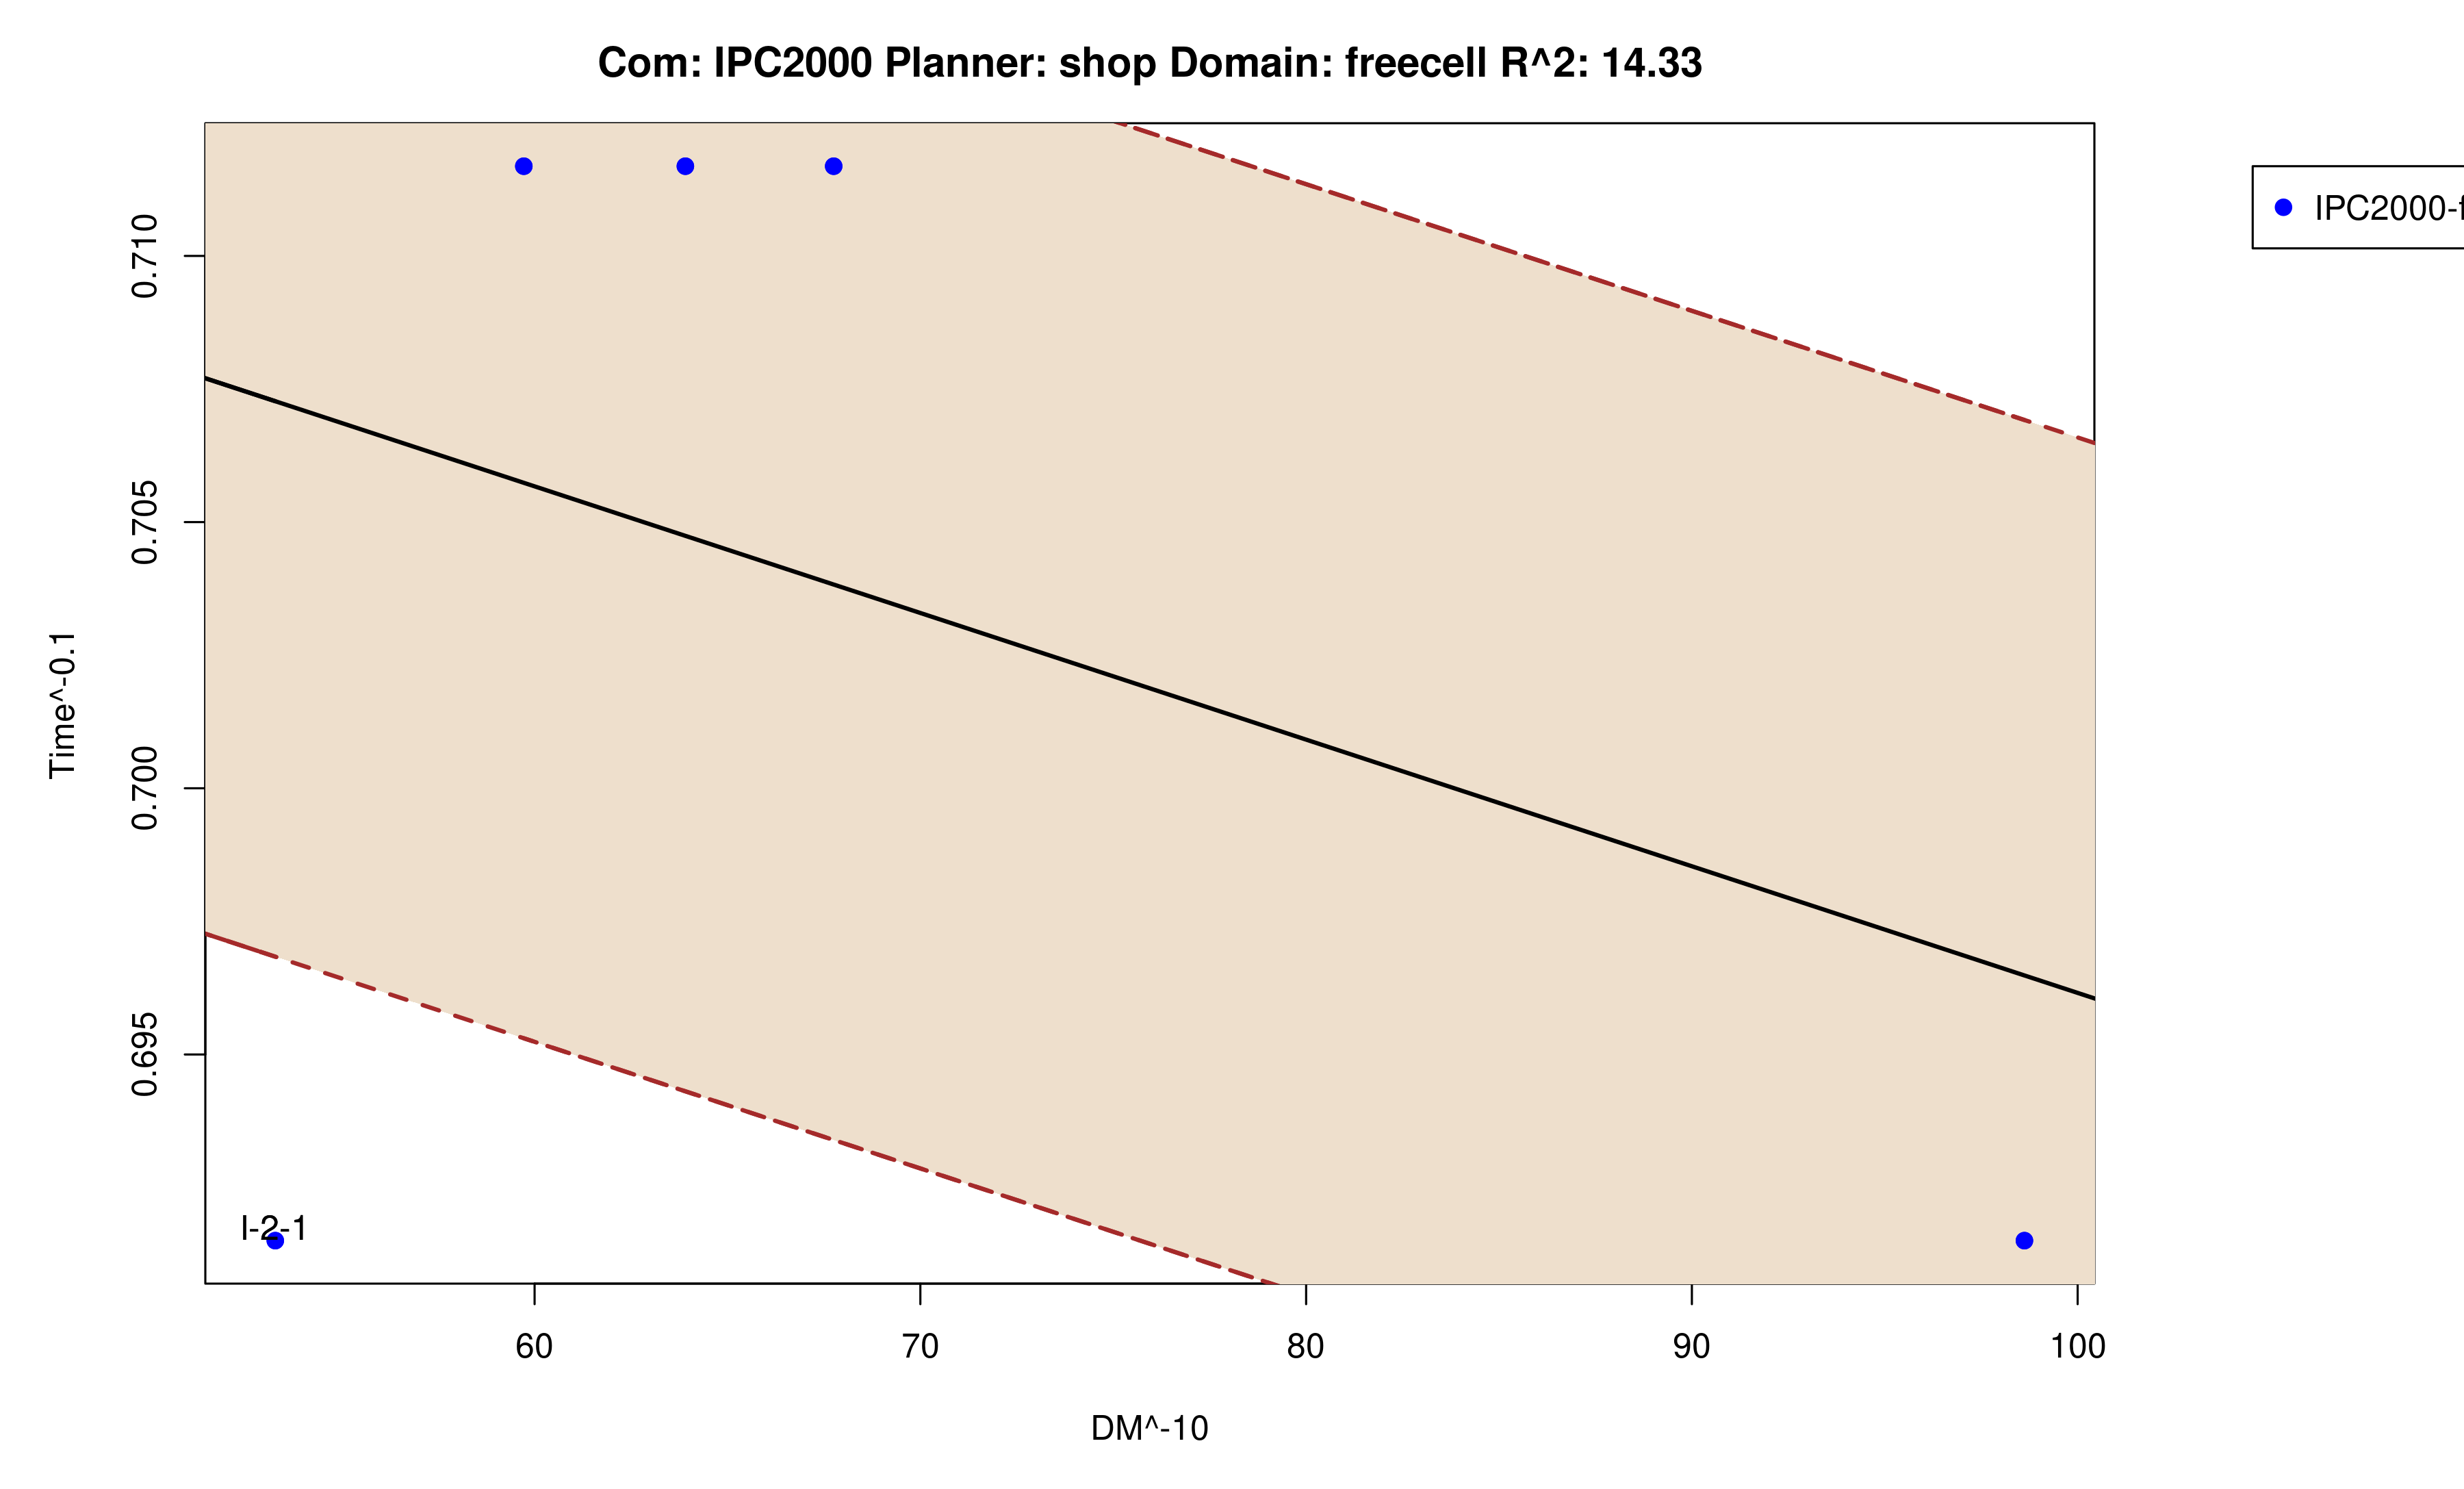 Com: IPC2000 Planner: shop Domain: freecell R^2: 14.33
IPC2000-f
0.710
0.705
0.700
0.695
Time^-0.1
I-2-1
60 70 80 90 100
DM^-10